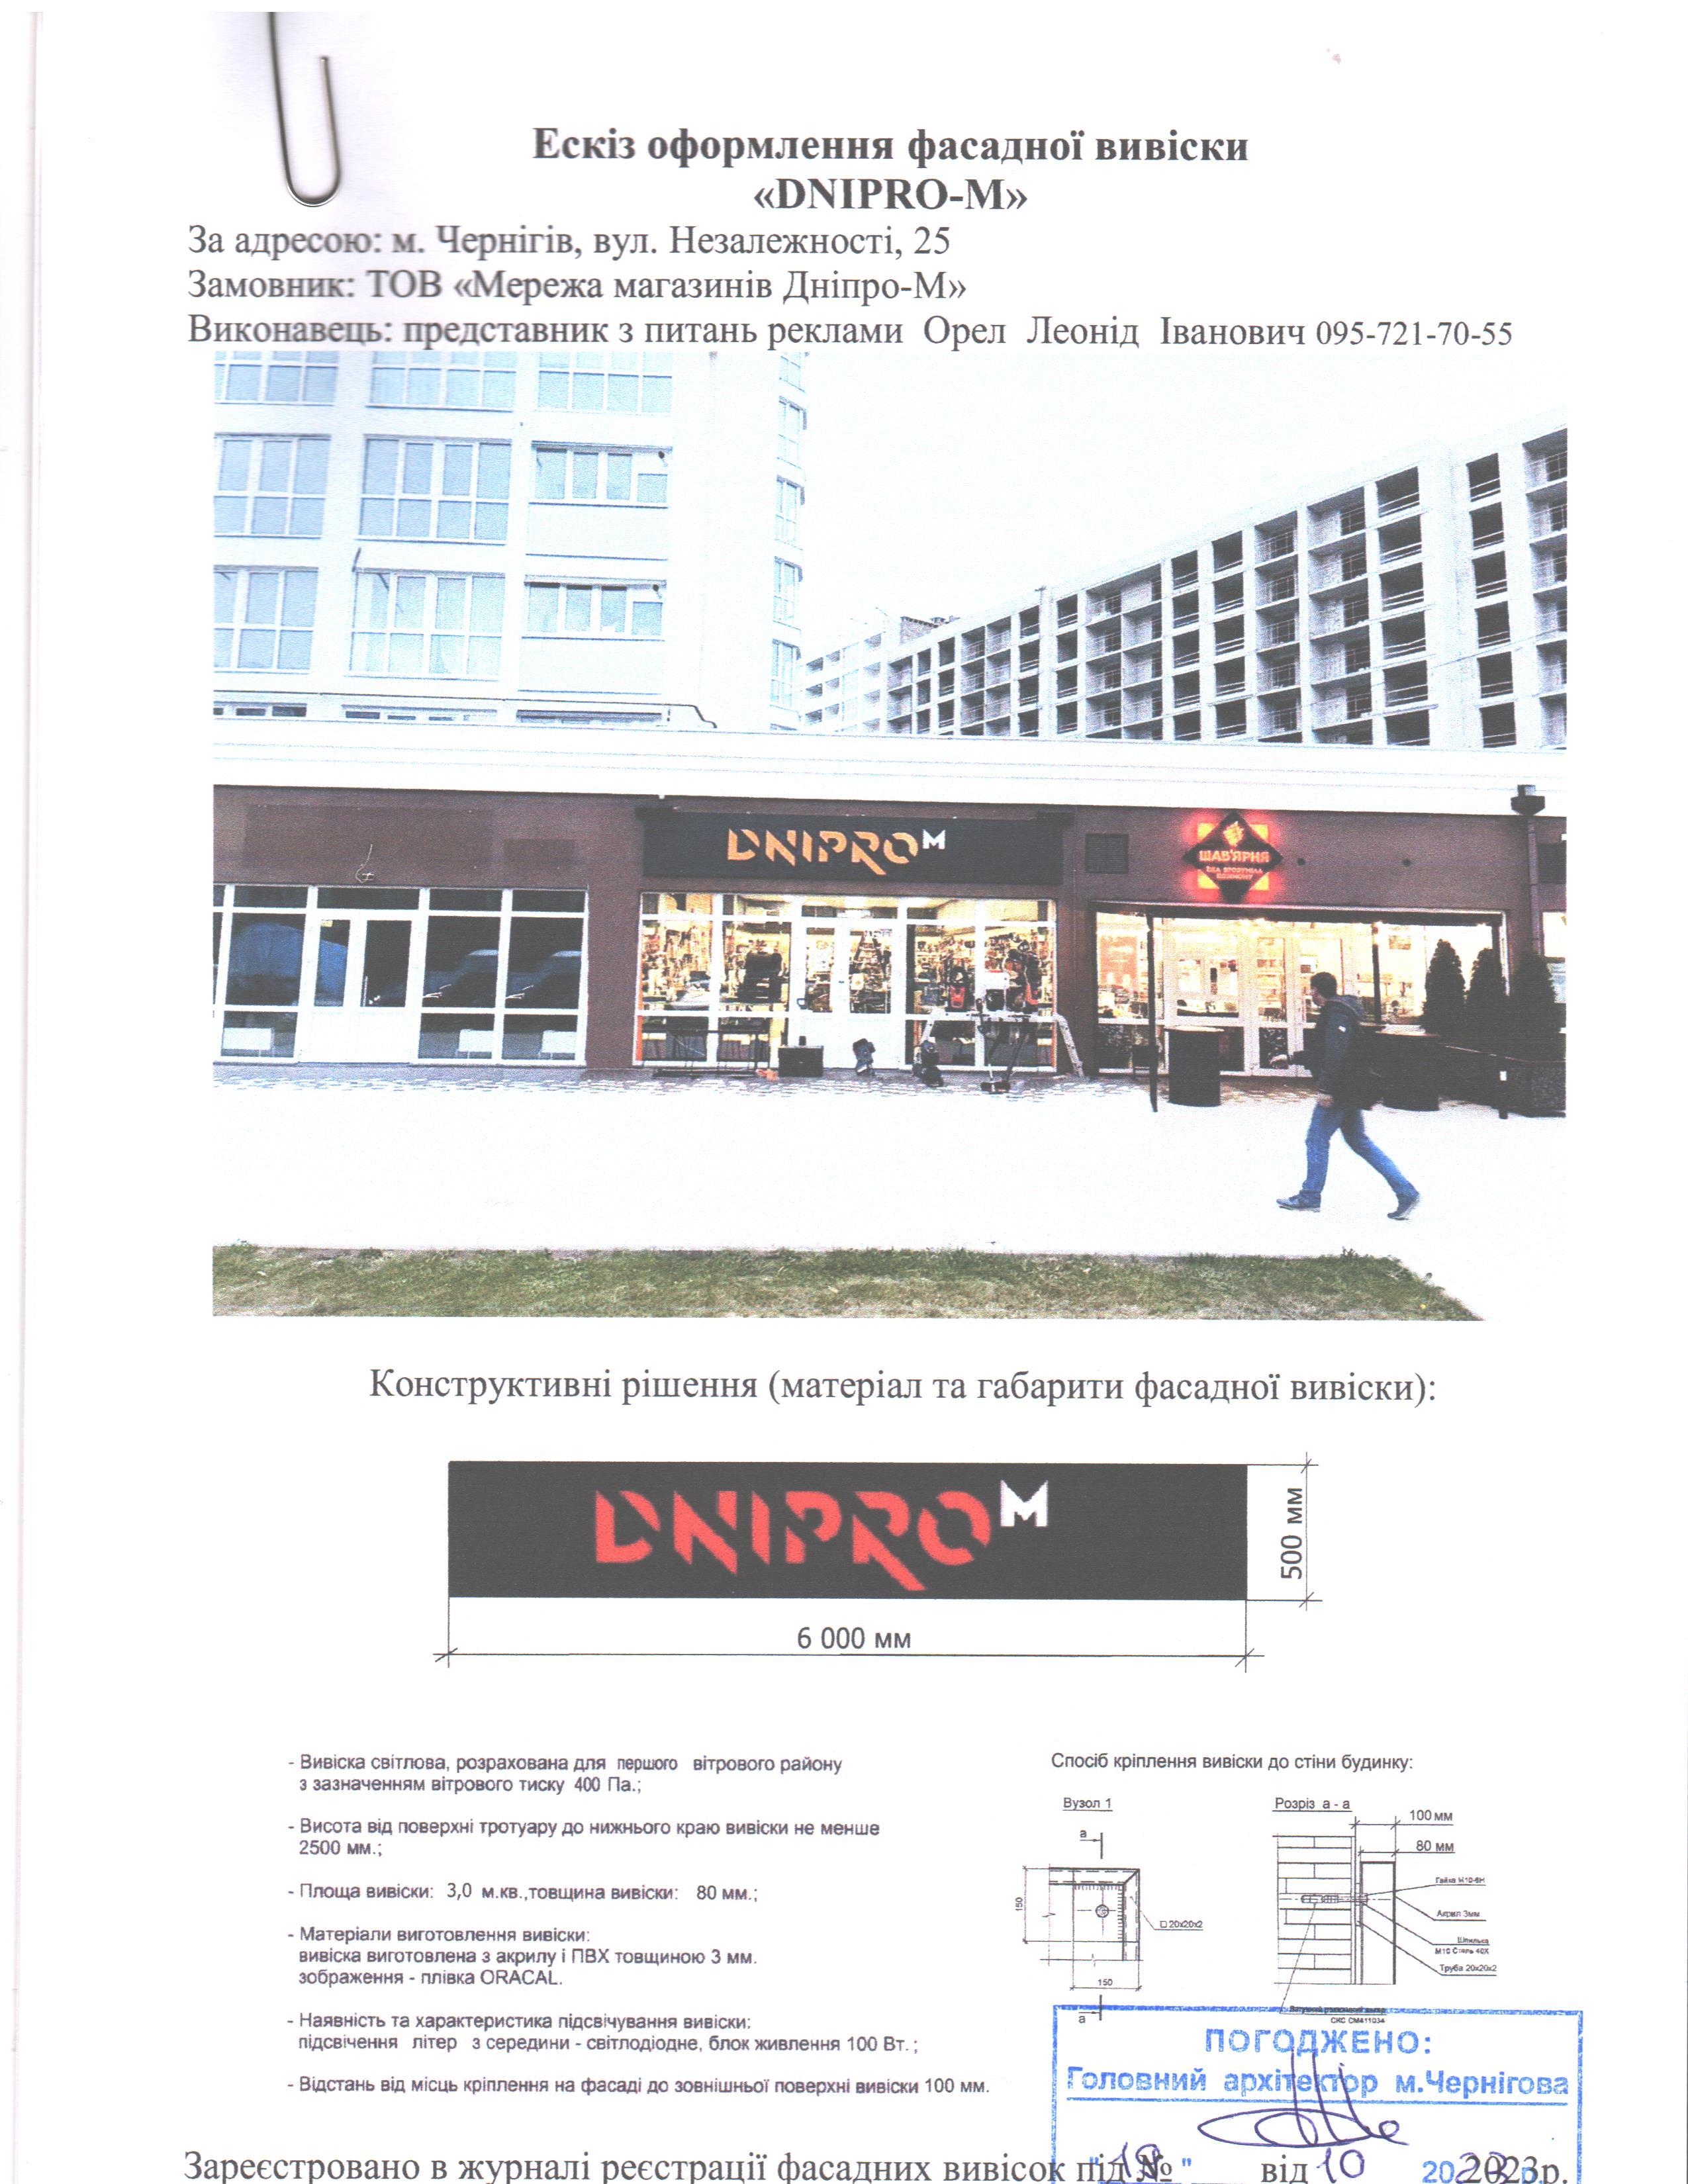 Ескіз оформлення фасадної вивіски
«DNIPRO-M»
За адресою: м. Чернігів, вул. Незалежності, 25
Замовник: ТОВ «Мережа магазинів Дніпро-М»
Виконавець: представник з питань реклами Орел Леонід Іванович 095-721-70-55
DNIPRO M
ШАВ'ЯРНА
Конструктивні рішення (матеріал та габарити фасадної вивіски):
DNIPRO M
500 мм
6 000 мм
- Вивіска світлова, розрахована для першого вітрового району
з зазначенням вітрового тиску 400 Па.;
- Висота від поверхні тротуару до нижнього краю вивіски не менше
2500 мм.;
- Площа вивіски: 3,0 м.кв.,товщина вивіски: 80 мм.;
- Матеріали виготовлення вивіски:
вивіска виготовлена з акрилу і ПВХ товщиною 3 мм.
зображення - плівка ORACAL.
- Наявність та характеристика підсвічування вивіски:
підсвічення літер з середини - світлодіодне, блок живлення 100 Вт.;
- Відстань від місць кріплення на фасаді до зовнішньої поверхні вивіски 100 мм.
Спосіб кріплення вивіски до стіни будинку:
Вузол 1
а
150
□ 20х20х2
150
а
Розріз а - а
100 мм
80 мм
Гайка М10-6Н
Акрил 3мм
Шпилька
М10 Сталь 40Х
Труба 20х20х2
СКС СМ411034
ПОГОДЖЕНО:
Головний архітектор м.Чернігова
" 19 " 10 20
Зареєстровано в журналі реєстрації фасадних вивісок під № від 2023р.